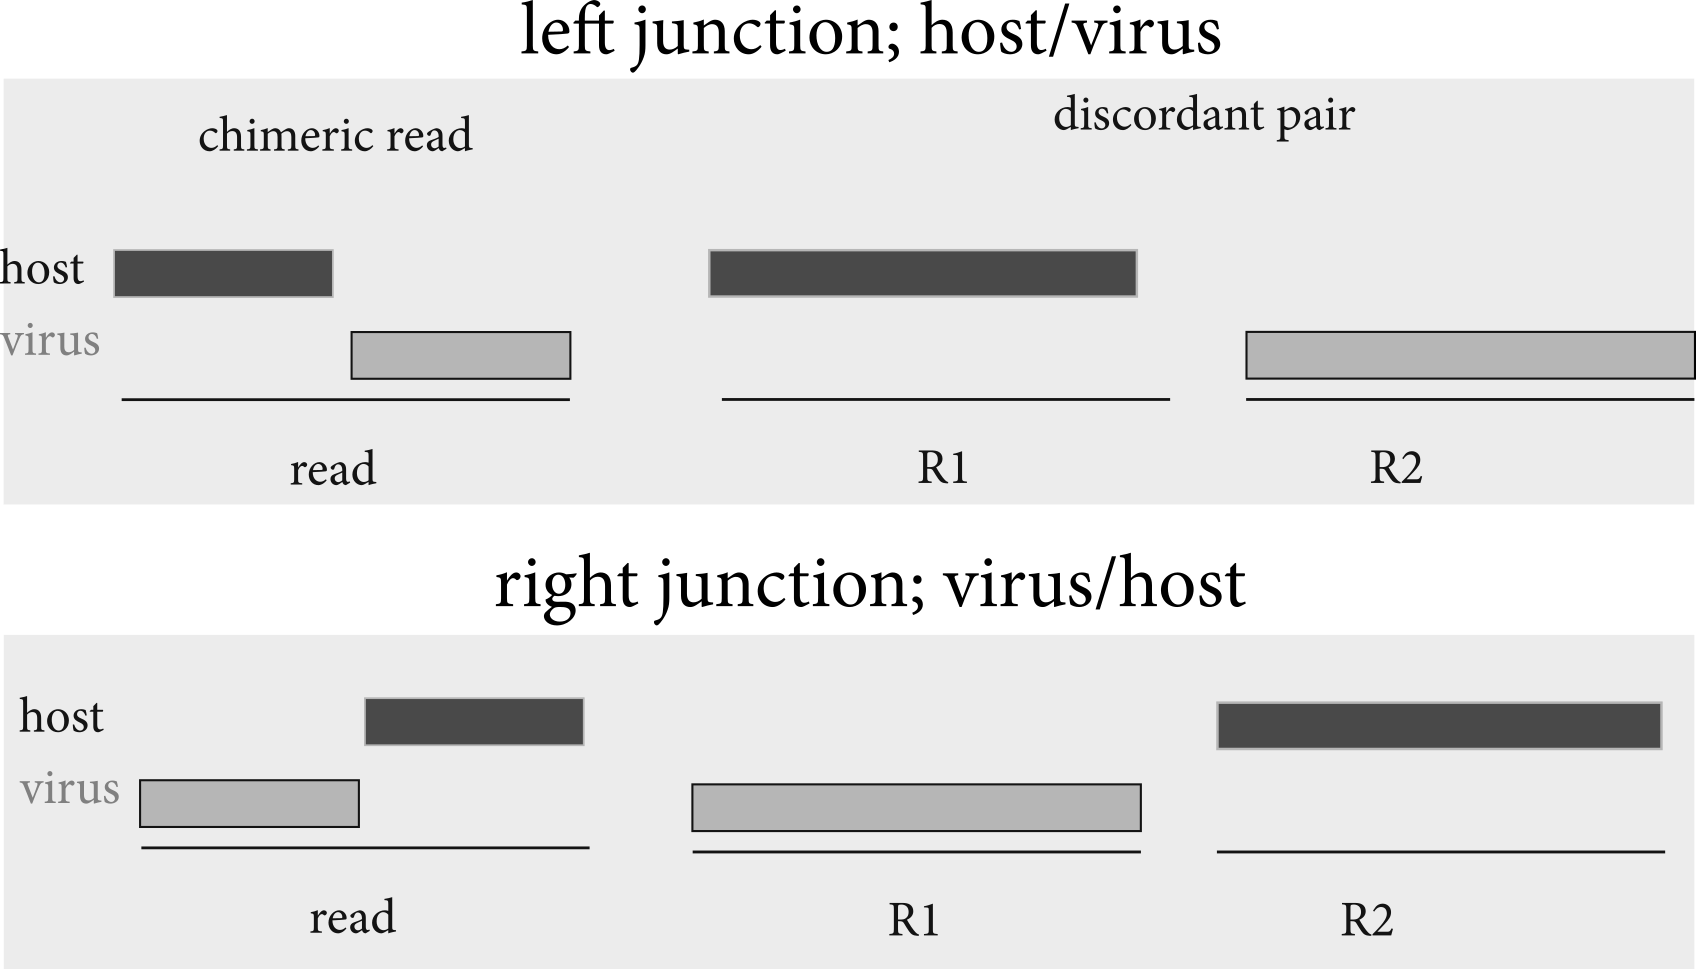 left junction; host/virus
chimeric read
discordant pair
host
virus
read
R1
R2
right junction; virus/host
host
virus
read
R1
R2